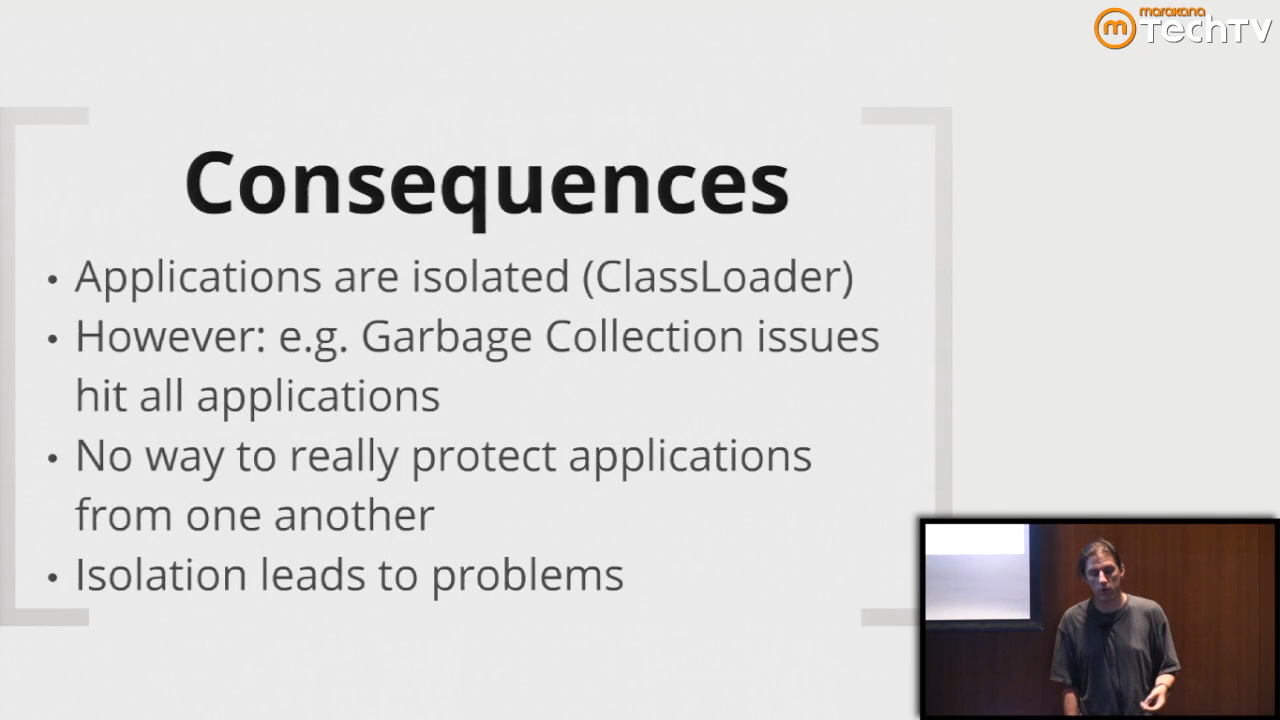 marakana
TechTV
Consequences
• Applications are isolated (ClassLoader)
• However: e.g. Garbage Collection issues
hit all applications
• No way to really protect applications
from one another
• Isolation leads to problems